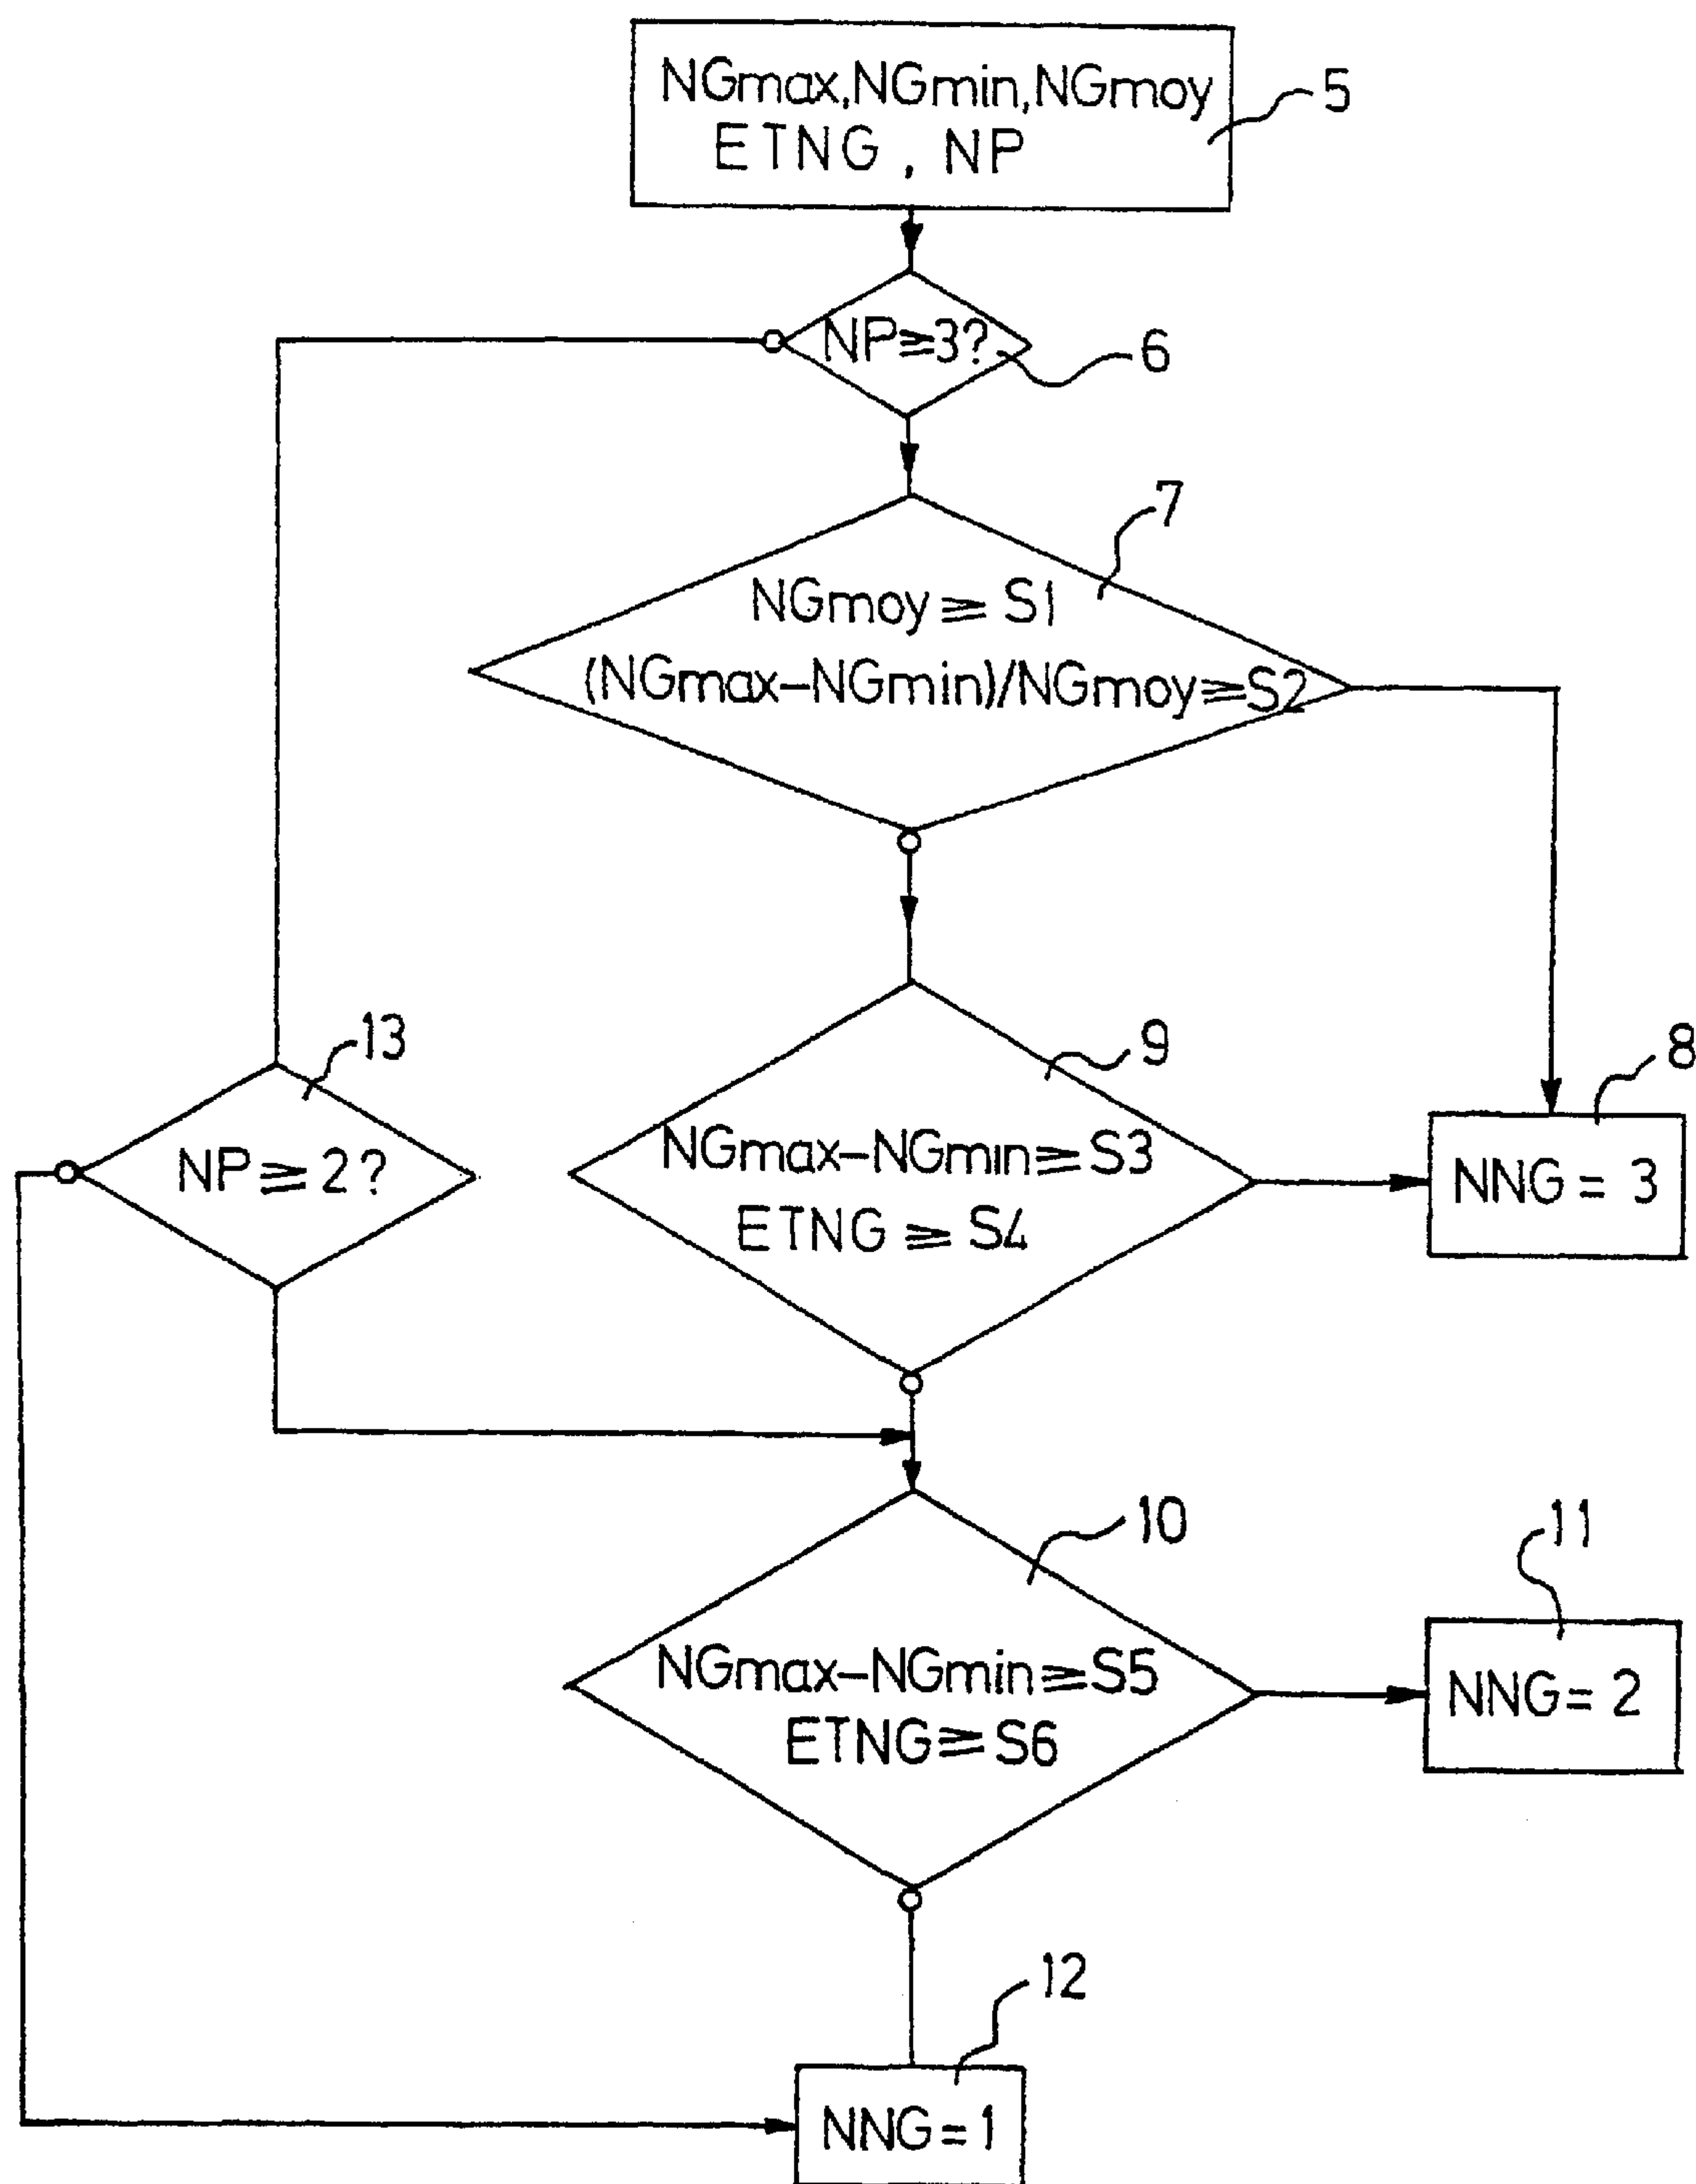 NGmax,NGmin,NGmoy
ETNG , NP
5
NP≥3?
6
7
NGmoy ≥ S1
(NGmax–NGmin)/NGmoy≥S2
13
9
8
NP ≥ 2?
NGmax–NGmin≥S3
ETNG ≥ S4
NNG = 3
10
11
NGmax–NGmin≥S5
ETNG≥S6
NNG = 2
12
NNG = 1